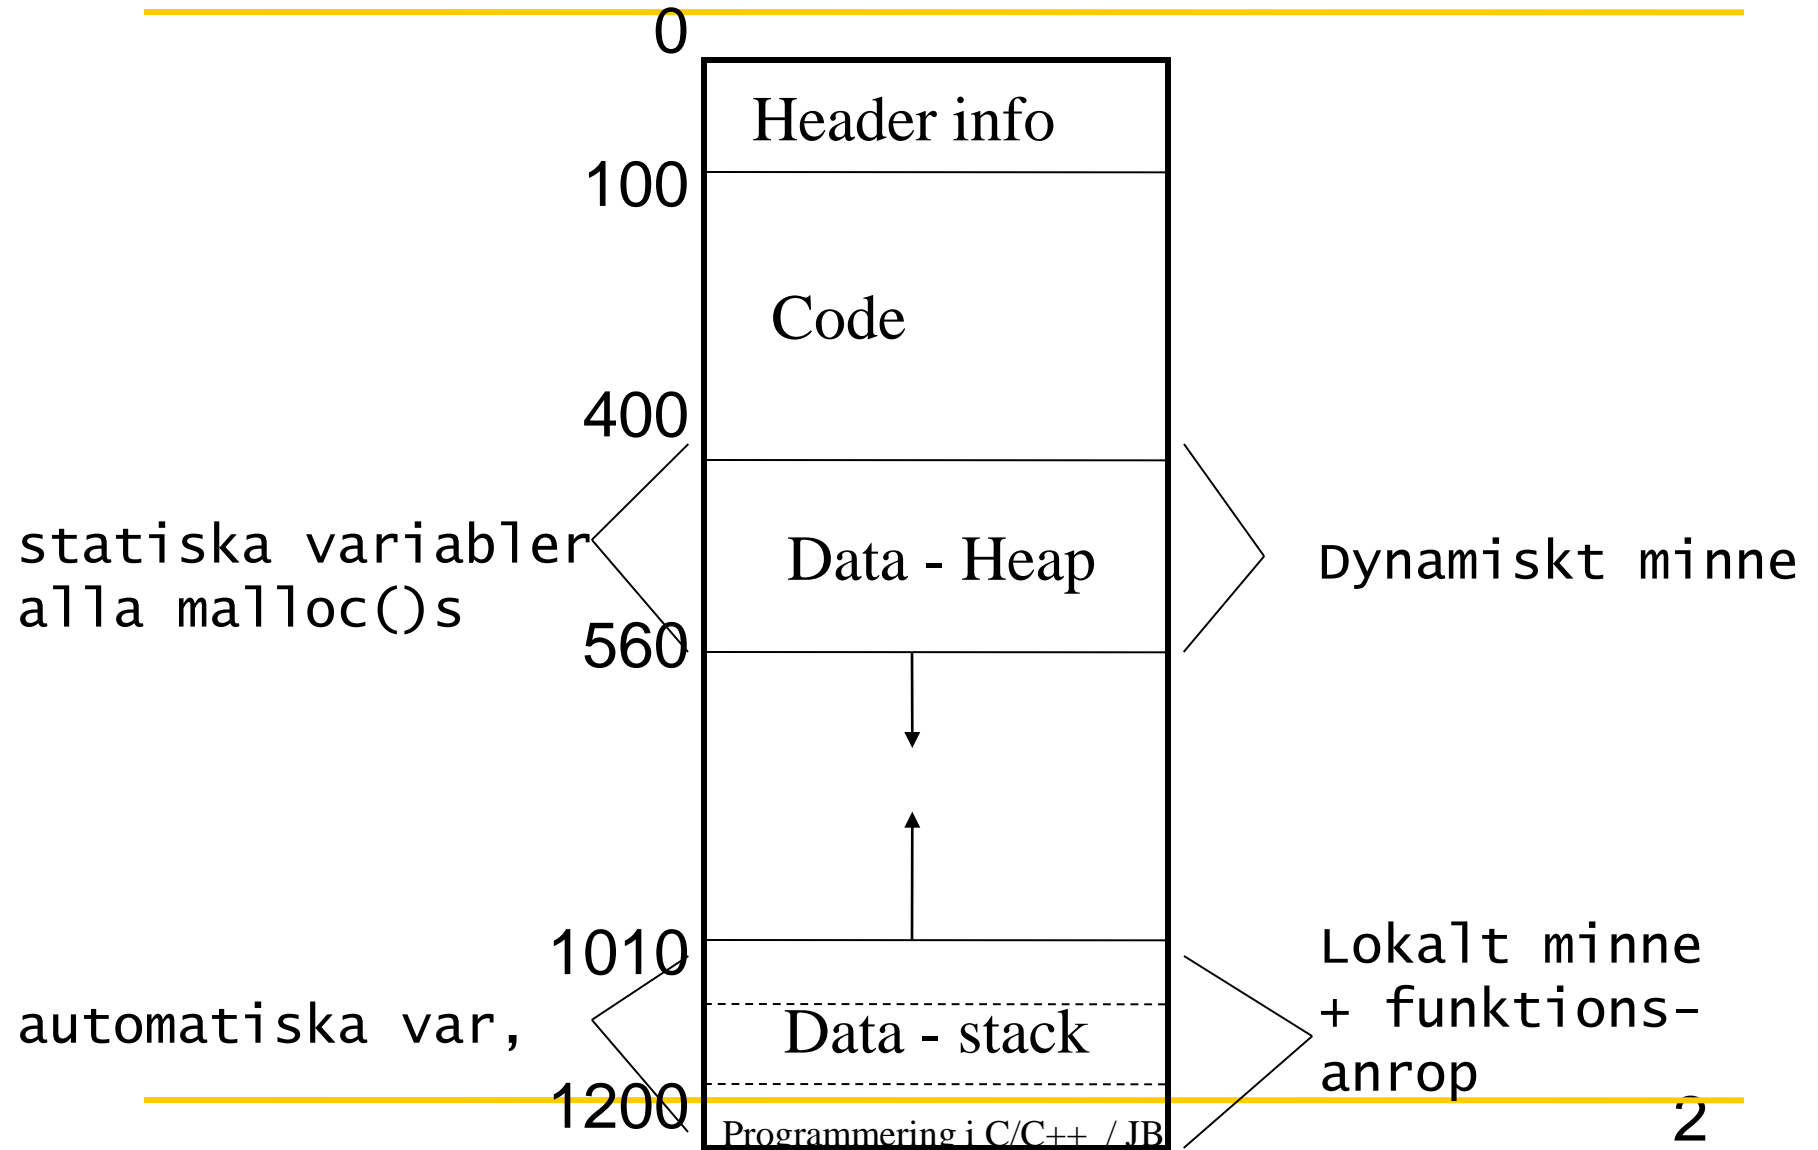 0
Header info
100
Code
400
statiska variabler
alla malloc()s
Data - Heap
Dynamiskt minne
560
1010
Lokalt minne
+ funktions-
anrop
automatiska var,
Data - stack
1200
Programmering i C/C++ / JB
2